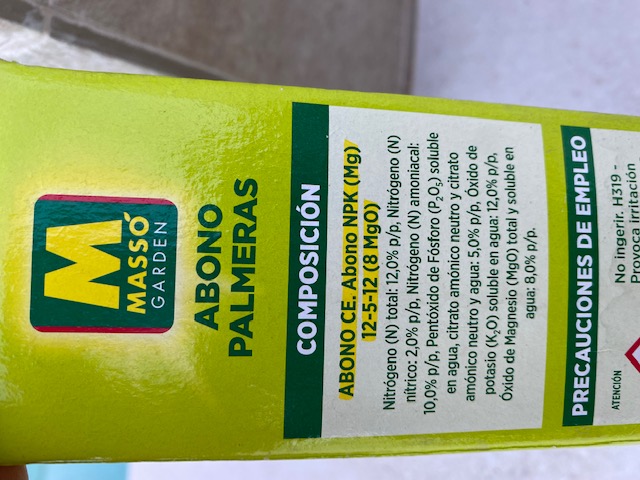 M
MASSÓ
GARDEN
ABONO
PALMERAS
COMPOSICIÓN
ABONO CE. Abono NPK (Mg)
12-5-12 (8 MgO)
Nitrógeno (N) total: 12,0% p/p, Nitrógeno (N)
nítrico: 2,0% p/p, Nitrógeno (N) amoniacal:
10,0% p/p, Pentóxido de Fósforo (P₂O₅) soluble
en agua, citrato amónico neutro y citrato
amónico neutro y agua: 5,0% p/p, Óxido de
potasio (K₂O) soluble en agua: 12,0% p/p,
Óxido de Magnesio (MgO) total y soluble en
agua: 8,0% p/p.
PRECAUCIONES DE EMPLEO
ATENCIÓN
No ingerir. H319 -
Provoca irritación